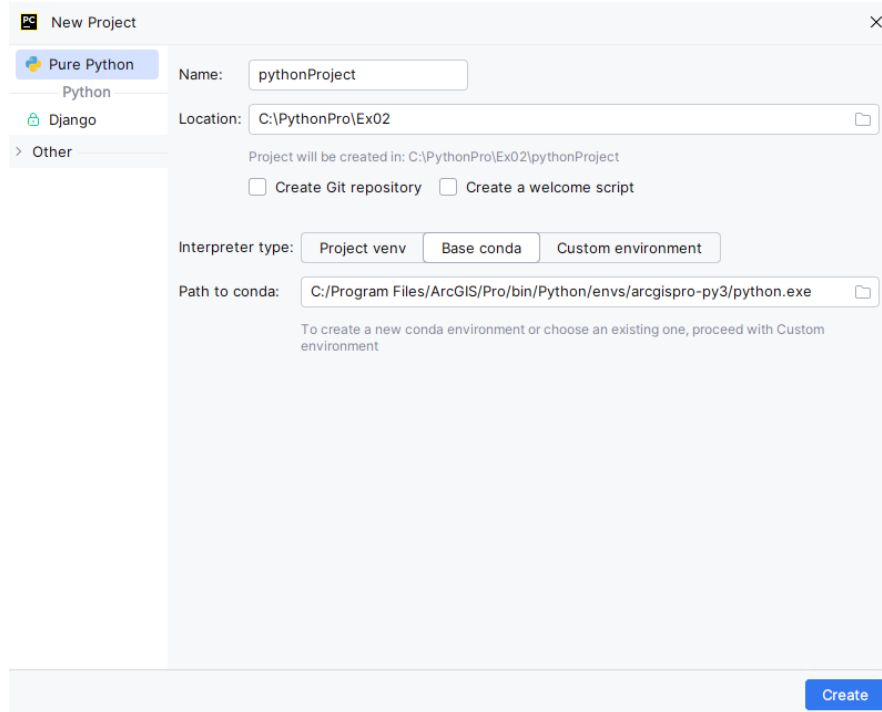 PC New Project
Pure Python
Python
Django
Other
Name: pythonProject
Location: C:\PythonPro\Ex02
Project will be created in: C:\PythonPro\Ex02\pythonProject
Create Git repository Create a welcome script
Interpreter type: Project venv Base conda Custom environment
Path to conda: C:/Program Files/ArcGIS/Pro/bin/Python/envs/arcgispro-py3/python.exe
To create a new conda environment or choose an existing one, proceed with Custom
environment
Create